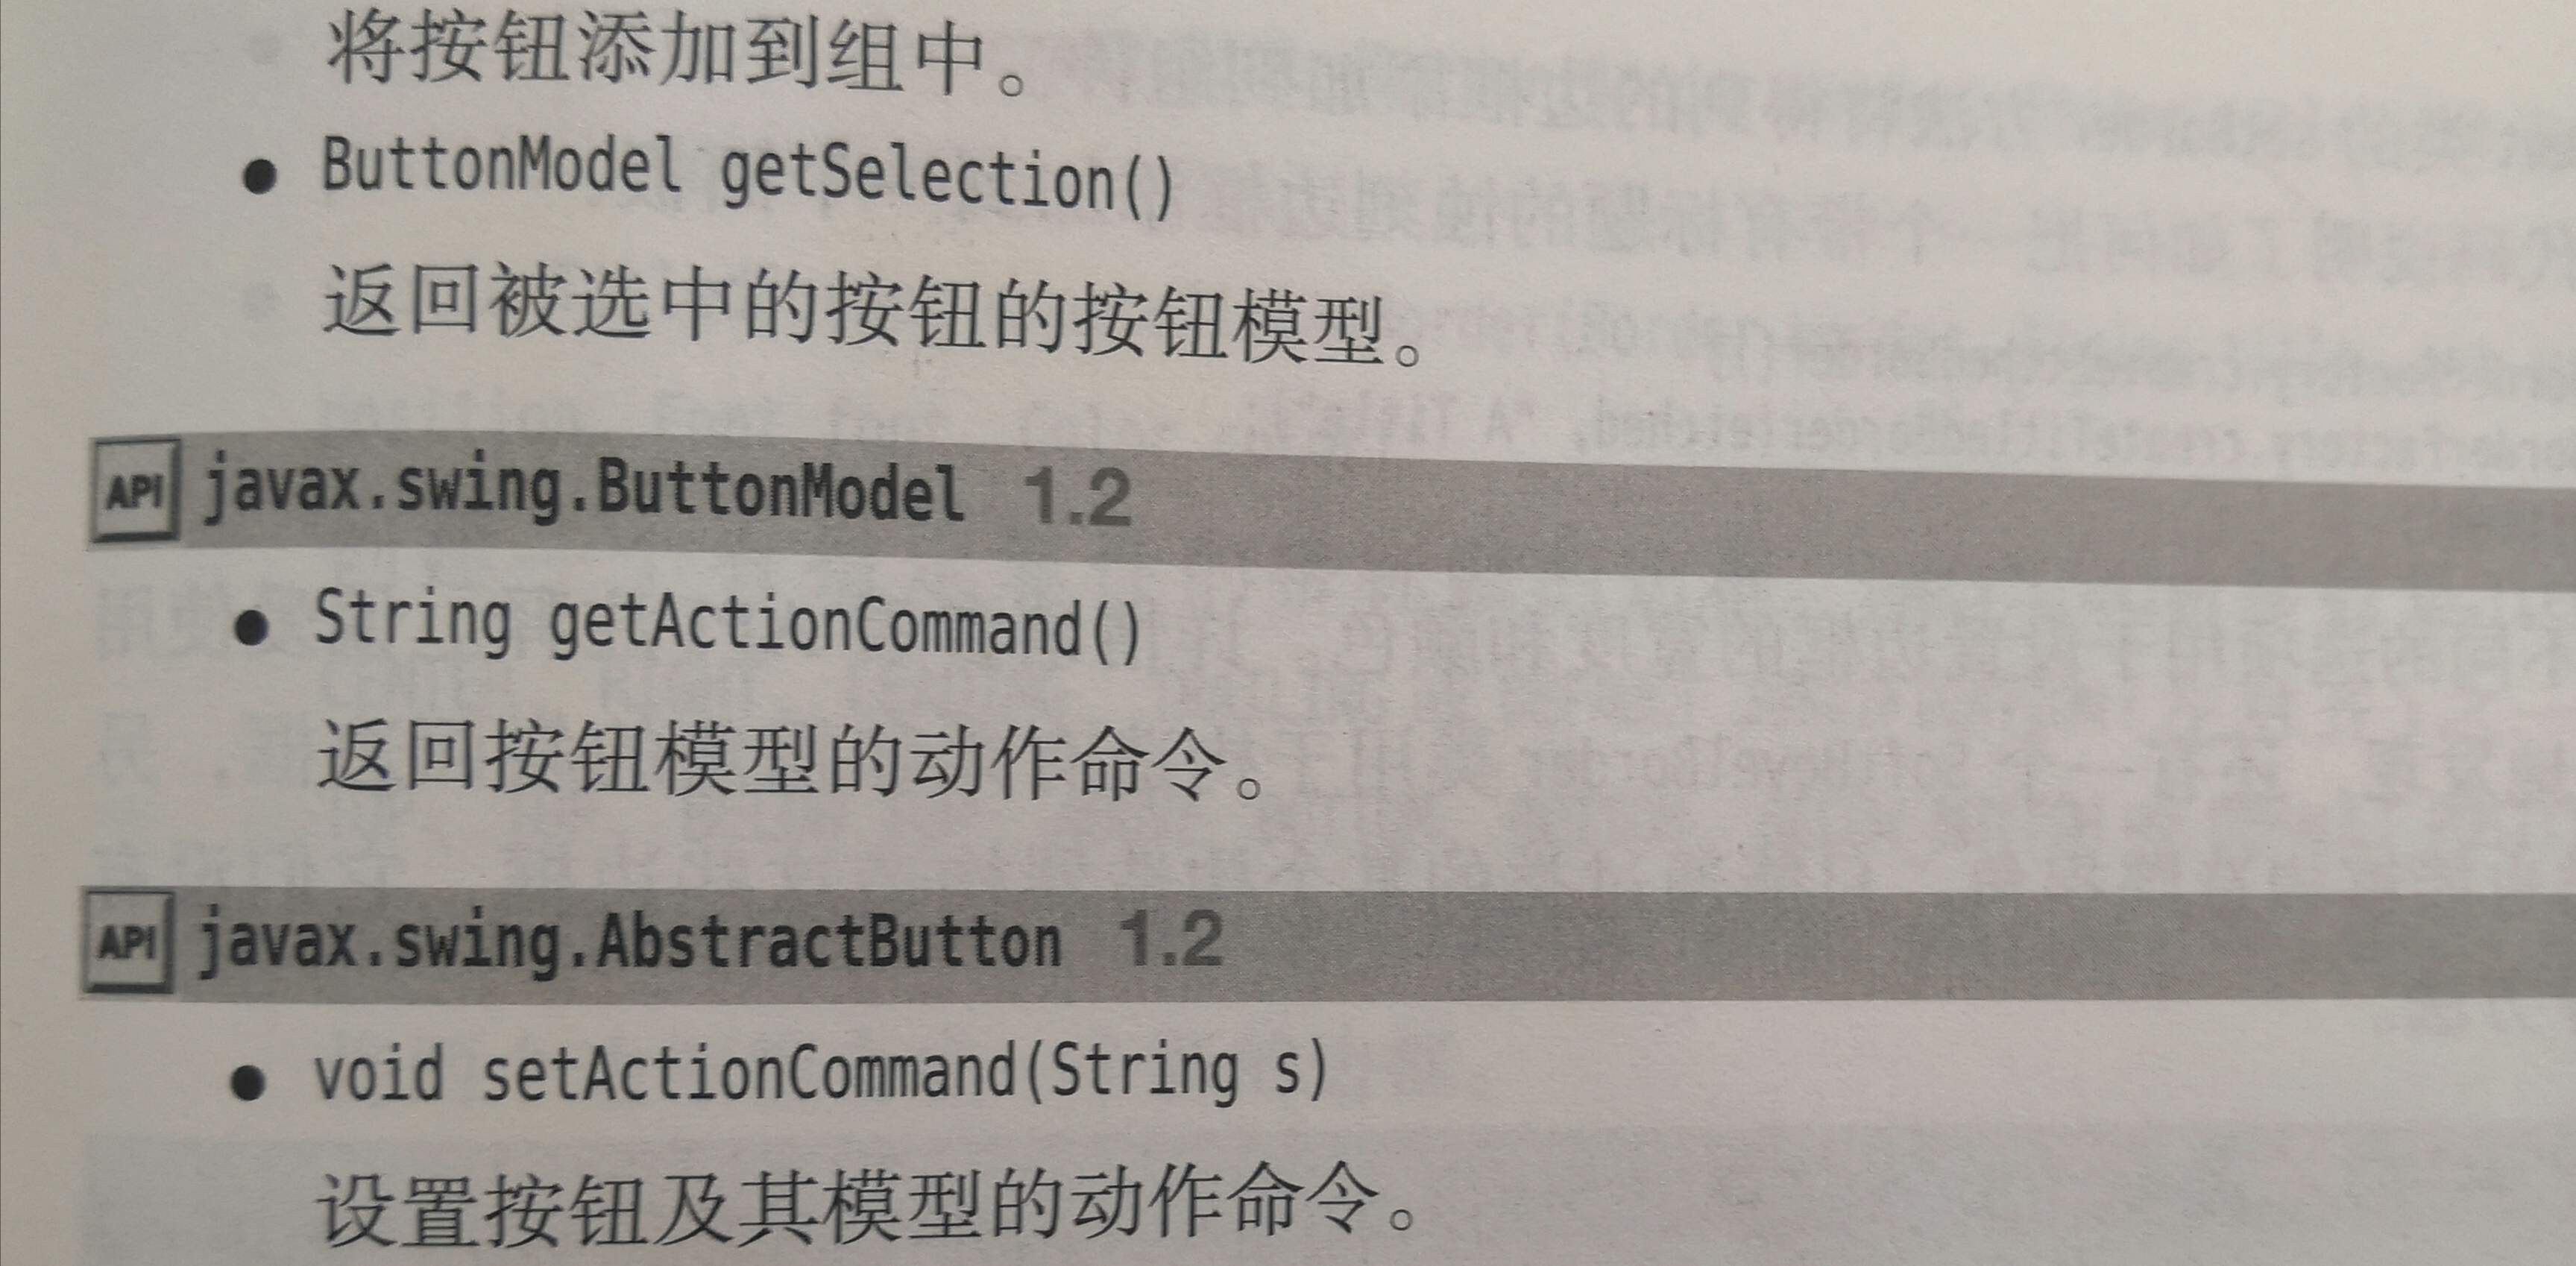 将按钮添加到组中。
● ButtonModel getSelection()
返回被选中的按钮的按钮模型。
API javax.swing.ButtonModel 1.2
● String getActionCommand()
返回按钮模型的动作命令。
API javax.swing.AbstractButton 1.2
● void setActionCommand(String s)
设置按钮及其模型的动作命令。